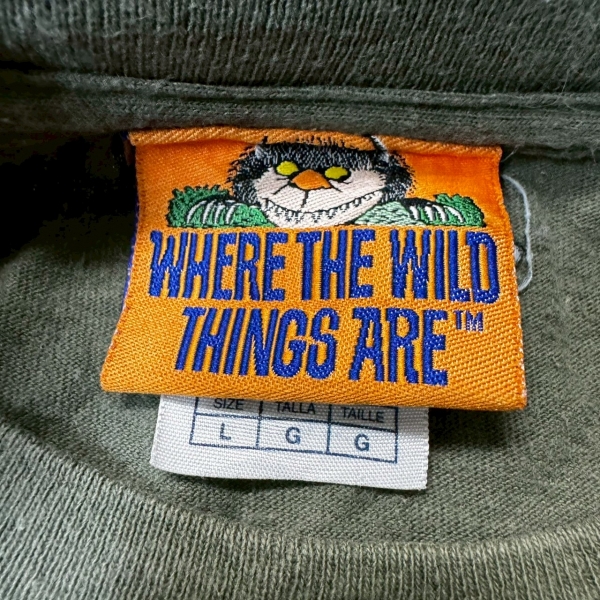 WHERE THE WILD
THINGS ARE™
SIZE TALLA TAILLE
L G G